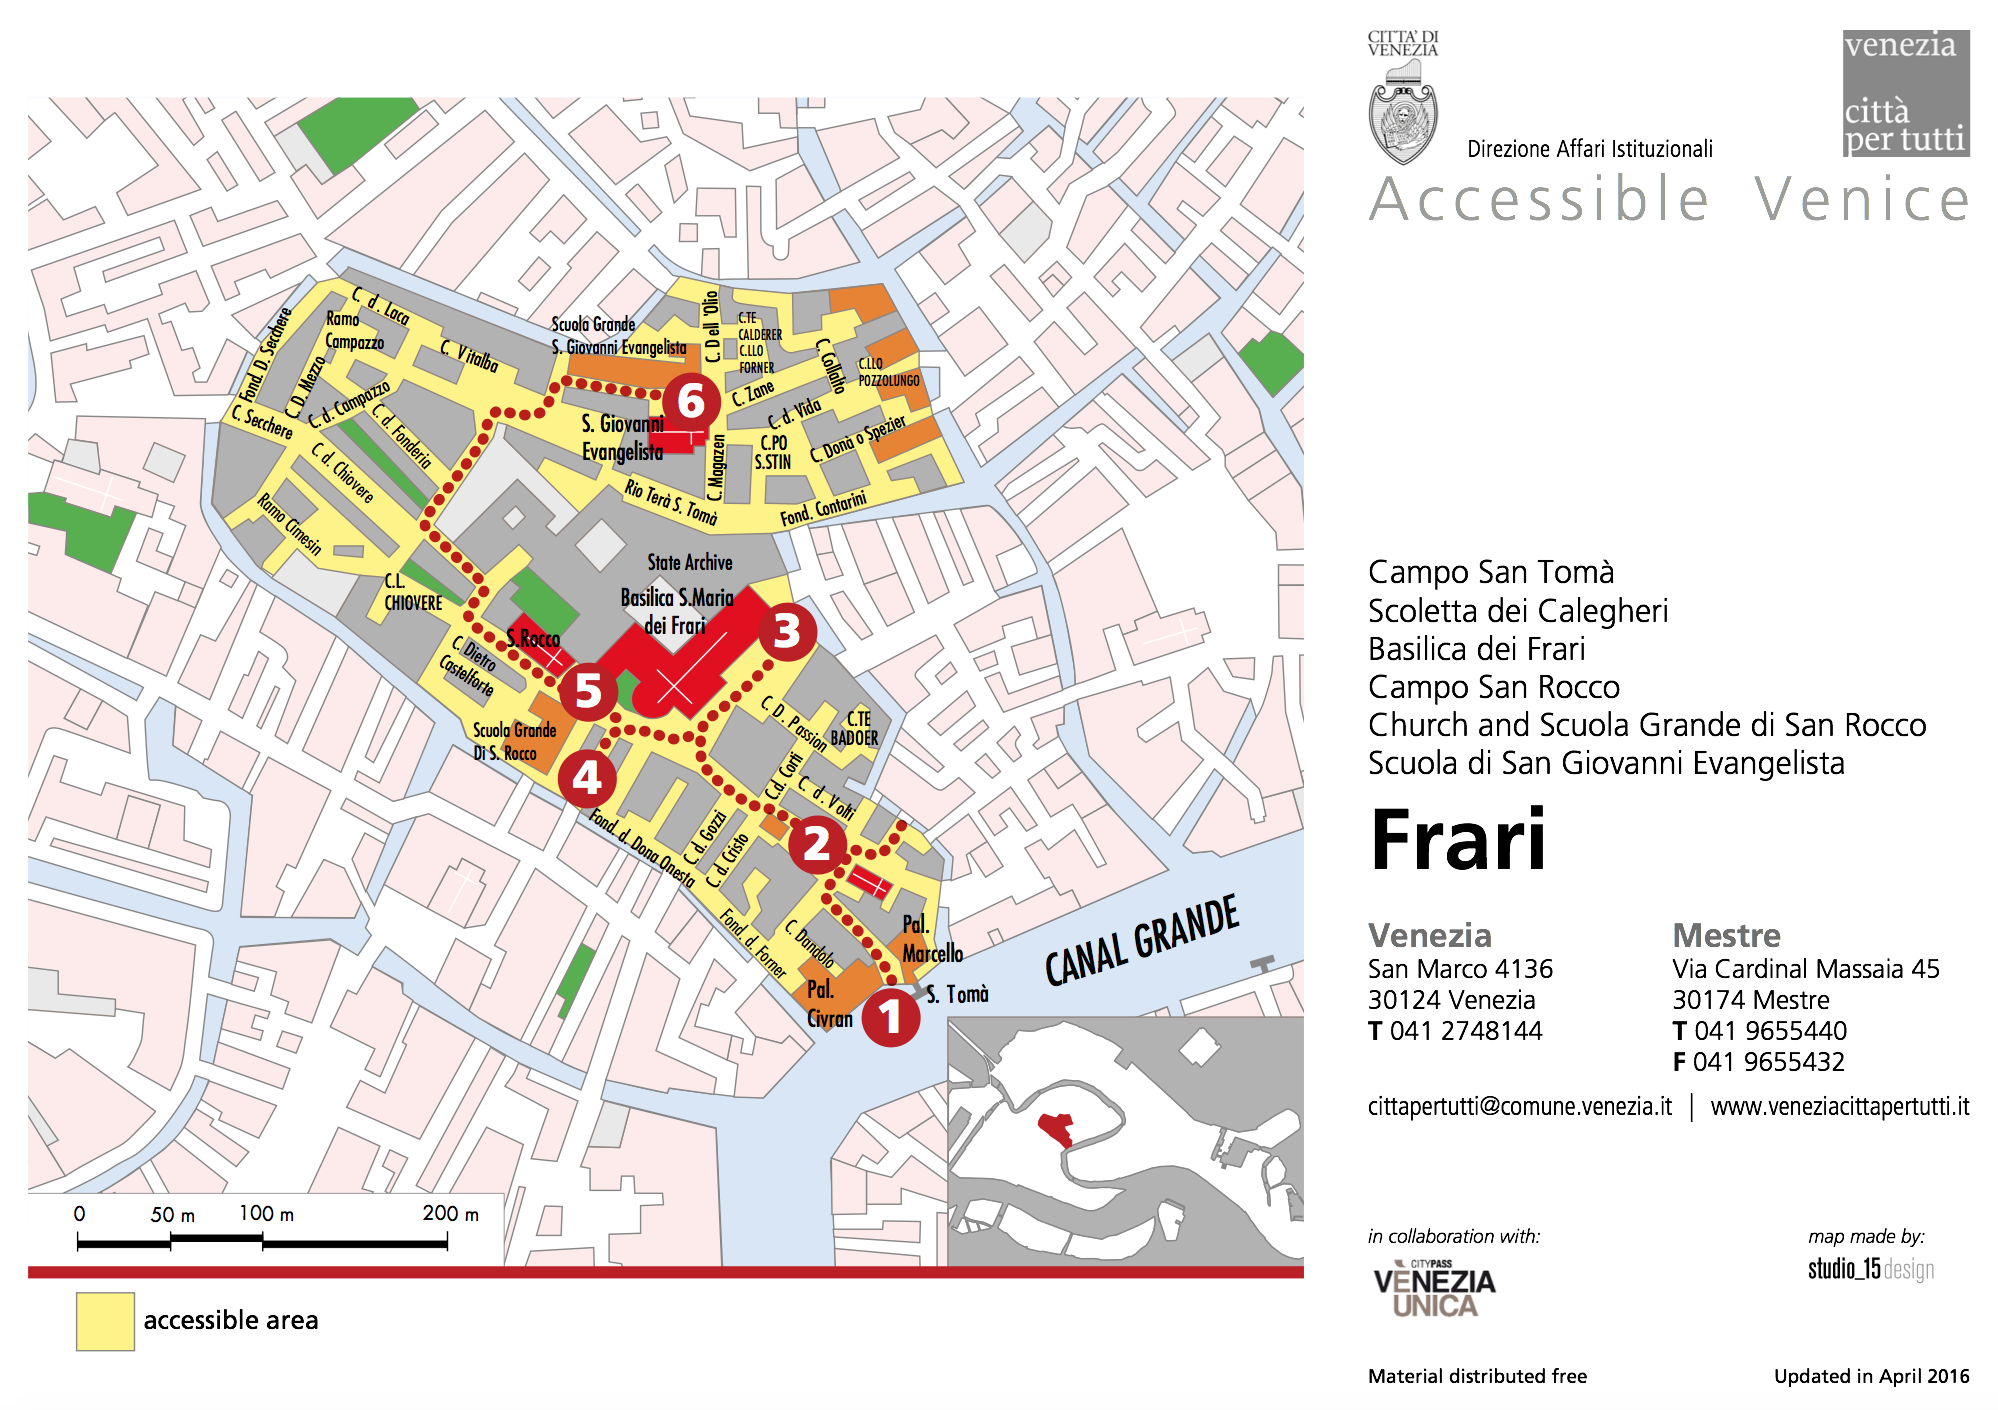 CITTA' DI
VENEZIA
venezia
città
per tutti
Direzione Affari Istituzionali
Accessible Venice
Campo San Tomà
Scoletta dei Calegheri
Basilica dei Frari
Campo San Rocco
Church and Scuola Grande di San Rocco
Scuola di San Giovanni Evangelista
Frari
Venezia
San Marco 4136
30124 Venezia
T 041 2748144
Mestre
Via Cardinal Massaia 45
30174 Mestre
T 041 9655440
F 041 9655432
cittapertutti@comune.venezia.it | www.veneziacittapertutti.it
in collaboration with:
CITYPASS
VENEZIA
UNICA
map made by:
studio_15design
Material distributed free
Updated in April 2016
C. d. Laca
Ramo
Campazzo
Fond. D. Secchere
C. D. Mezzo
C. Vitalba
C. Secchere
C. d. Campazzo
C. d. Fonderia
C. d. Chiovere
Ramo Cimesin
C.L.
CHIOVERE
Scuola Grande
S. Giovanni Evangelista
C. D ell 'Olio
C.TE
CALDERER
C.LLO
FORNER
C. Collalto
C.LLO
POZZOLUNGO
6
C. Zane
C. d. Vida
S. Giovanni
Evangelista
C. Magazen
C.PO
S.STIN
C. Donà o Spezier
Rio Terà S. Tomà
Fond. Contarini
State Archive
Basilica S.Maria
dei Frari
3
S.Rocco
C. Dietro
Castelforte
5
Scuola Grande
Di S. Rocco
4
C. D. Passion
C.TE
BADOER
C.d. Corti
C. d. Volti
2
Fond. d. Dona Onesta
C. d. Gozzi
C. d. Cristo
Fond. d. Forner
C. Dandolo
Pal.
Marcello
Pal.
Civran
1
S. Tomà
CANAL GRANDE
0
50 m
100 m
200 m
accessible area